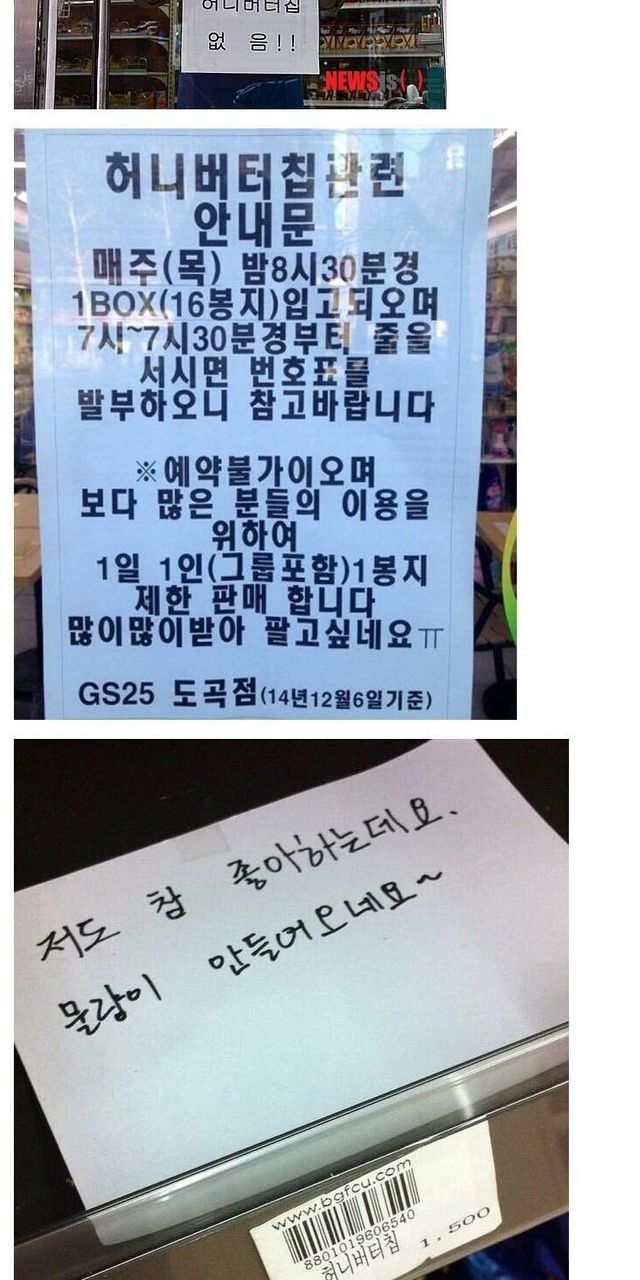 허니버터칩
없 음!!
NEWSIS
허니버터칩관련
안내문
매주(목) 밤8시30분경
1BOX(16봉지)입고되오며
7시~7시30분경부터 줄을
서시면 번호표를
발부하오니 참고바랍니다
※예약불가이오며
보다 많은 분들의 이용을
위하여
1일 1인(그룹포함)1봉지
제한 판매 합니다
많이많이받아 팔고싶네요ㅠ
GS25 도곡점(14년12월6일기준)
저도 참 좋아하는데요.
물량이 안들어오네요~
www.bgfcu.com
8801019606540
허니버터칩 1,500